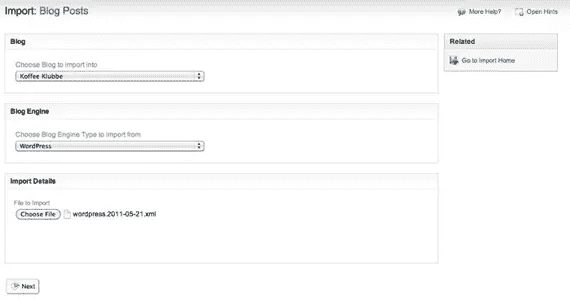 Import: Blog Posts
More Help?
Open Hints
Blog
Choose Blog to import into
Koffee Klubbe
Related
Go to Import Home
Blog Engine
Choose Blog Engine Type to Import from
WordPress
Import Details
File to Import
Choose File wordpress.2011-05-21.xml
Next